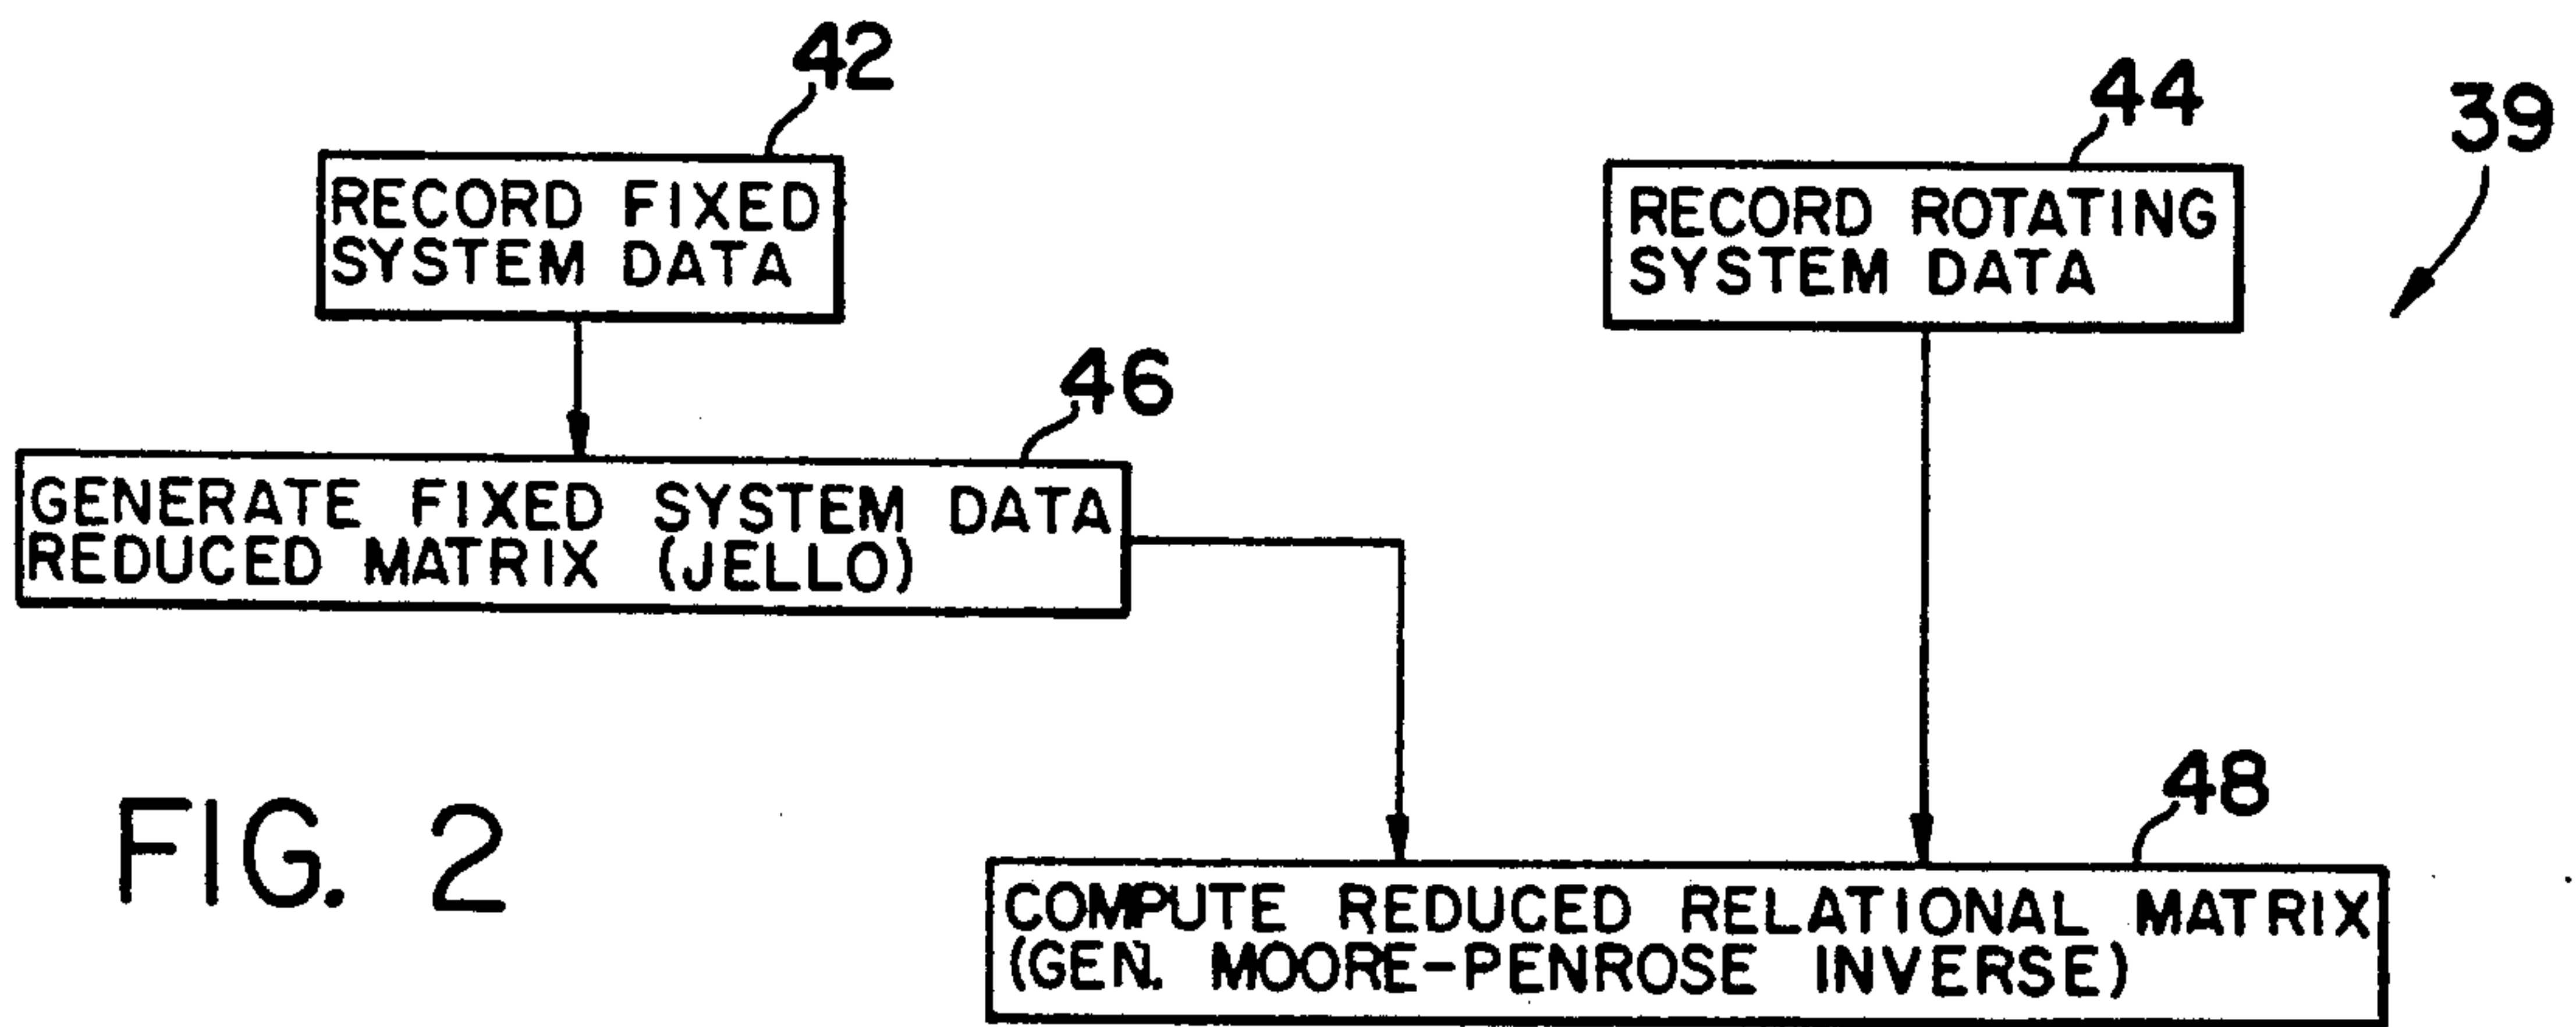 42
44
39
RECORD FIXED
SYSTEM DATA
RECORD ROTATING
SYSTEM DATA
46
GENERATE FIXED SYSTEM DATA
REDUCED MATRIX (JELLO)
48
COMPUTE REDUCED RELATIONAL MATRIX
(GEN. MOORE-PENROSE INVERSE)
FIG. 2